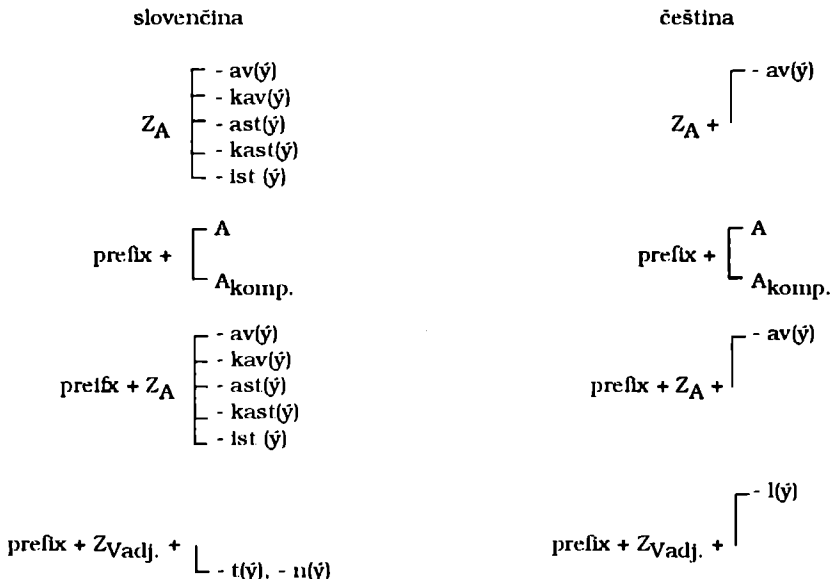 slovenčina čeština
- av(ý) - av(ý)
- kav(ý)
Z_A - ast(ý) Z_A +
- kast(ý)
- ist (ý)
A A
prefix + prefix +
A_komp. A_komp.
- av(ý) - av(ý)
- kav(ý)
preifx + Z_A - ast(ý) prefix + Z_A +
- kast(ý)
- ist (ý)
- l(ý)
prefix + Z_Vadj. + prefix + Z_Vadj. +
- t(ý), - n(ý)